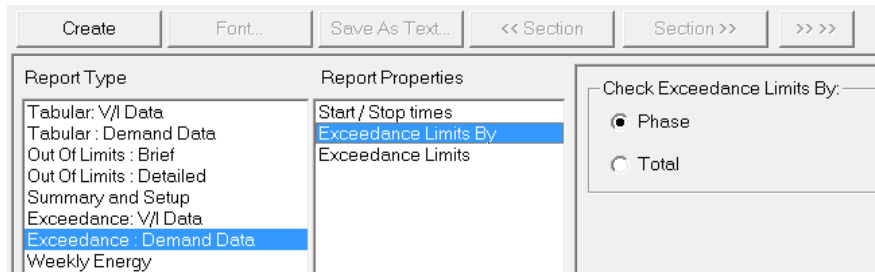 Create Font... Save As Text... << Section Section >> >> >>
Report Type
Tabular: V/I Data
Tabular : Demand Data
Out Of Limits : Brief
Out Of Limits : Detailed
Summary and Setup
Exceedance: V/I Data
Exceedance : Demand Data
Weekly Energy
Report Properties
Start / Stop times
Exceedance Limits By
Exceedance Limits
Check Exceedance Limits By:
Phase
Total